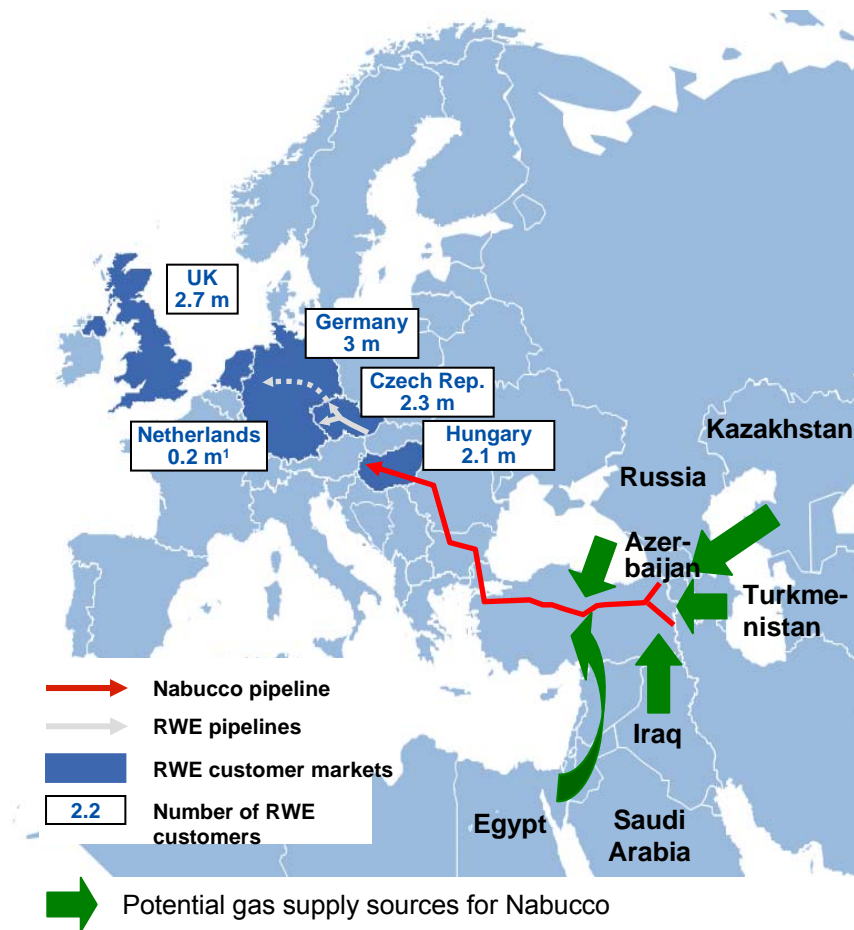 UK
2.7 m
Germany
3 m
Czech Rep.
2.3 m
Netherlands
0.2 m¹
Hungary
2.1 m
Kazakhstan
Russia
Azer-
baijan
Turkme-
nistan
Iraq
Egypt
Saudi
Arabia
Nabucco pipeline
RWE pipelines
RWE customer markets
2.2
Number of RWE
customers
Potential gas supply sources for Nabucco